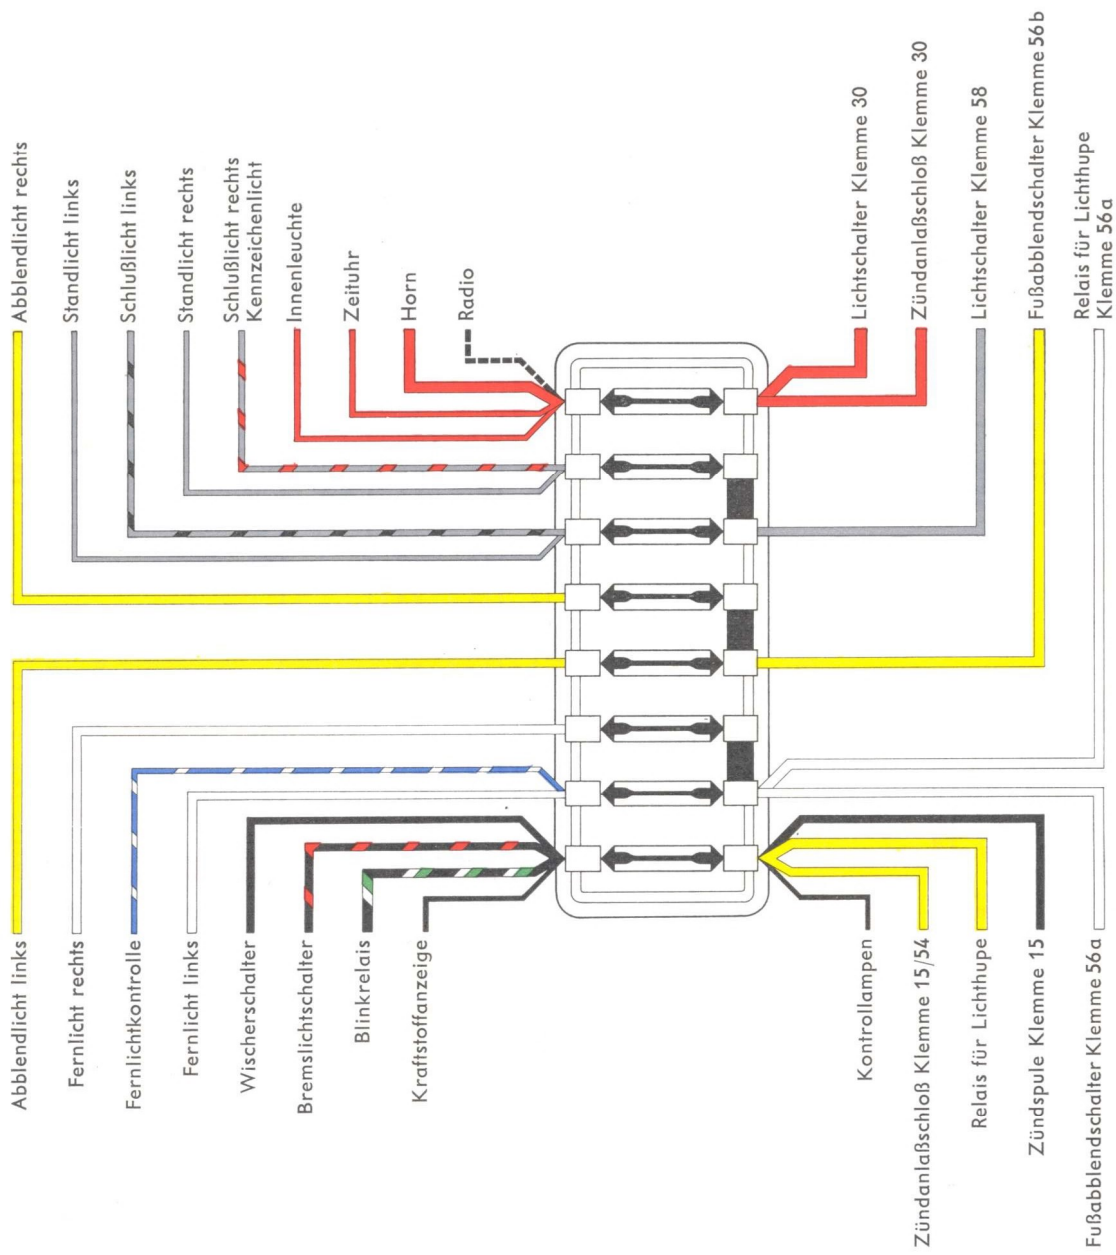 Abblendlicht rechts
Standlicht links
Schlußlicht links
Standlicht rechts
Schlußlicht rechts
Kennzeichenlicht
Innenleuchte
Zeituhr
Horn
Radio
Lichtschalter Klemme 30
Zündanlaßschloß Klemme 30
Lichtschalter Klemme 58
Fußabblendschalter Klemme 56b
Relais für Lichthupe
Klemme 56a
Abblendlicht links
Fernlicht rechts
Fernlichtkontrolle
Fernlicht links
Wischerschalter
Bremslichtschalter
Blinkrelais
Kraftstoffanzeige
Kontrollampen
Zündanlaßschloß Klemme 15/54
Relais für Lichthupe
Zündspule Klemme 15
Fußabblendschalter Klemme 56a